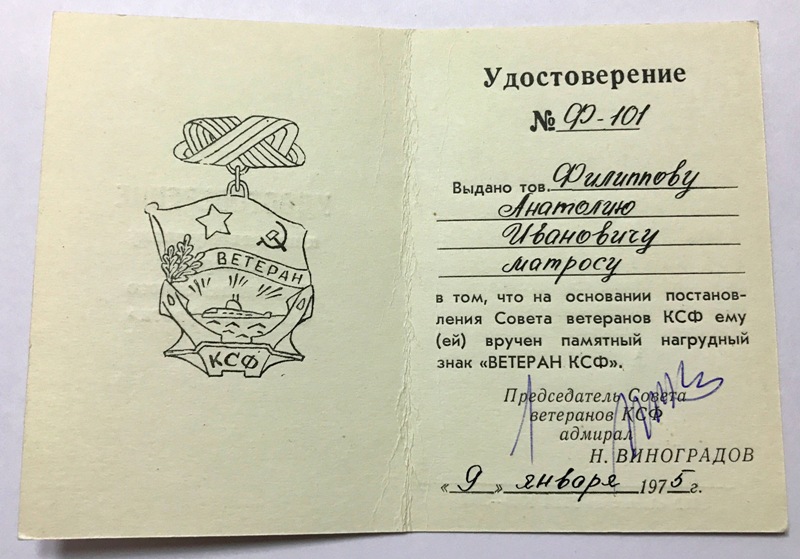 ВЕТЕРАН
КСФ
Удостоверение
№ Ф-101
Выдано тов. Филиппову
Анатолию
Ивановичу
матросу
в том, что на основании постанов-
ления Совета ветеранов КСФ ему
(ей) вручен памятный нагрудный
знак «ВЕТЕРАН КСФ».
Председатель Совета
ветеранов КСФ
адмирал
Н. ВИНОГРАДОВ
«9» января 1975г.